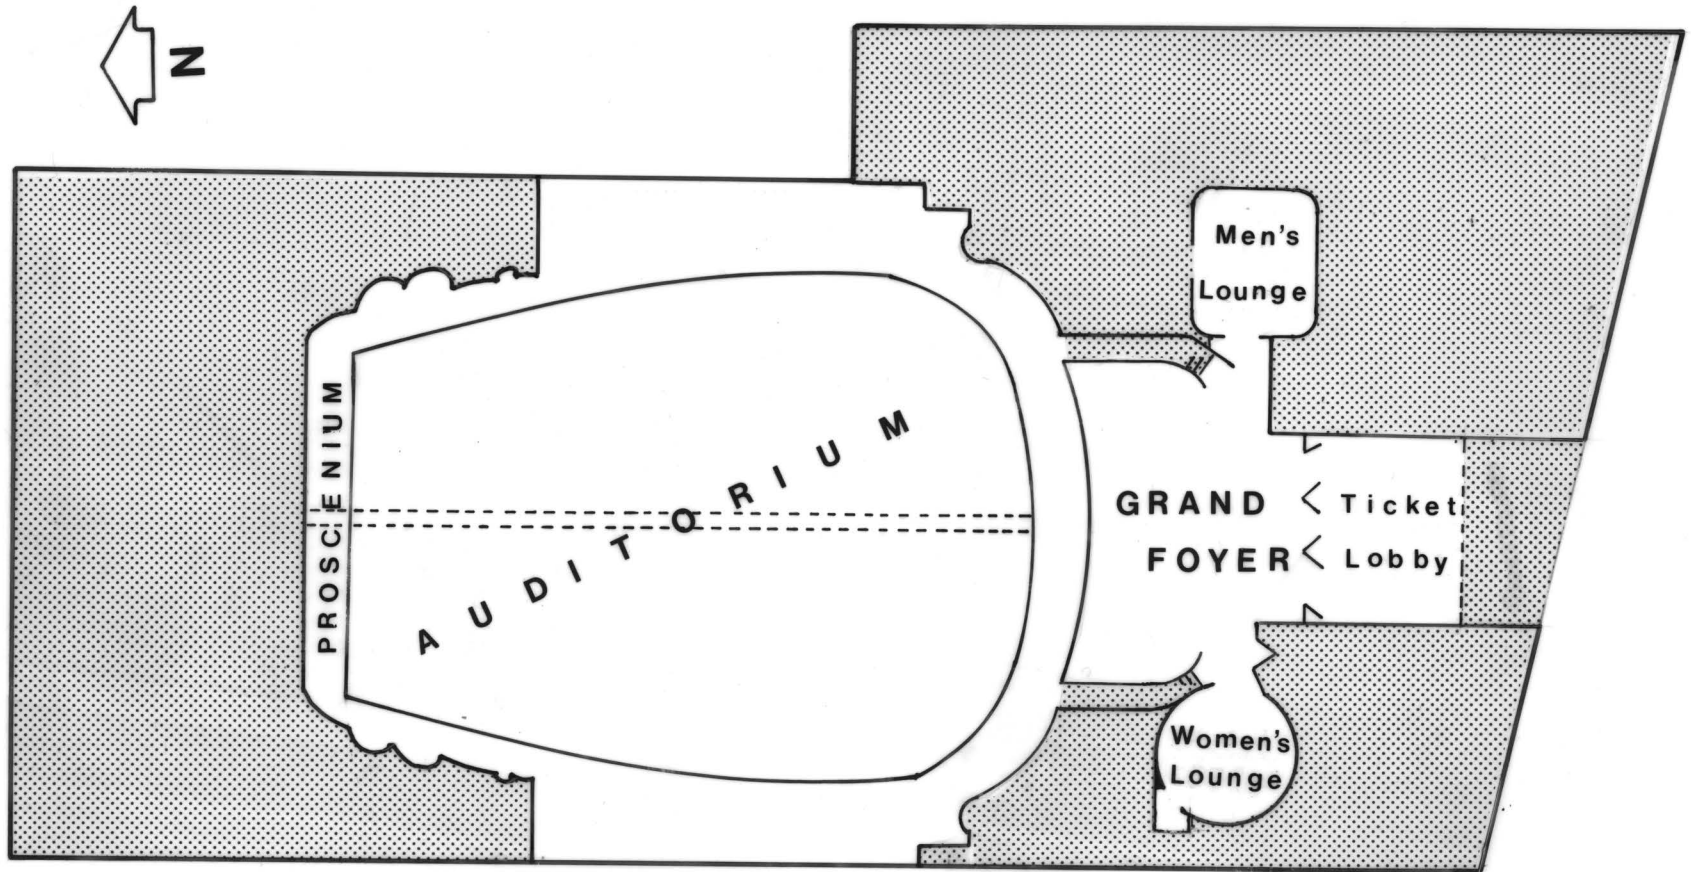 N
Men's
Lounge
PROSCENIUM
AUDITORIUM
GRAND
FOYER
Ticket
Lobby
Women's
Lounge